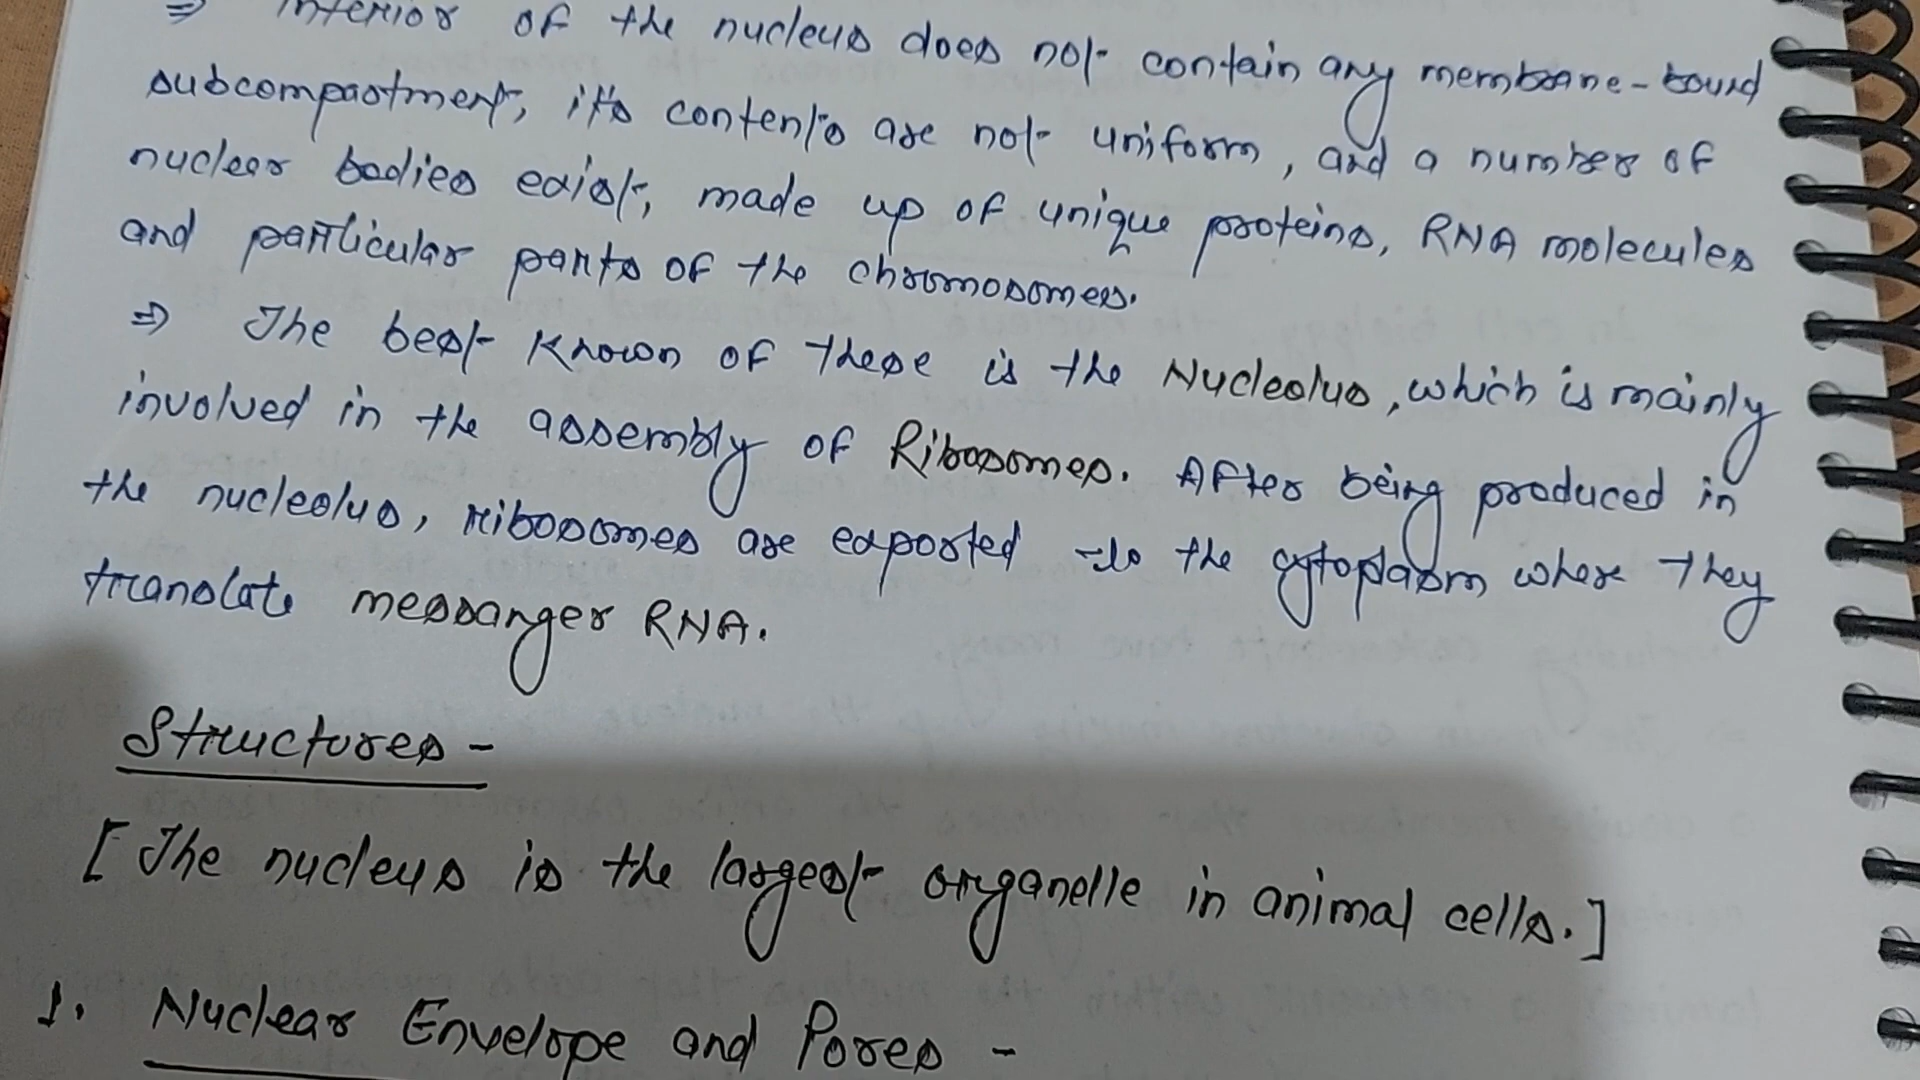 ⇒ Interior of the nucleus does not contain any membrane-bound
subcompartment, its contents are not uniform, and a number of
nuclear bodies exist, made up of unique proteins, RNA molecules
and particular parts of the chromosomes.
⇒ The best known of these is the Nucleolus, which is mainly
involved in the assembly of Ribosomes. After being produced in
the nucleolus, ribosomes are exported to the cytoplasm where they
translate messanger RNA.
Structures -
[The nucleus is the largest organelle in animal cells.]
1. Nuclear Envelope and Pores -